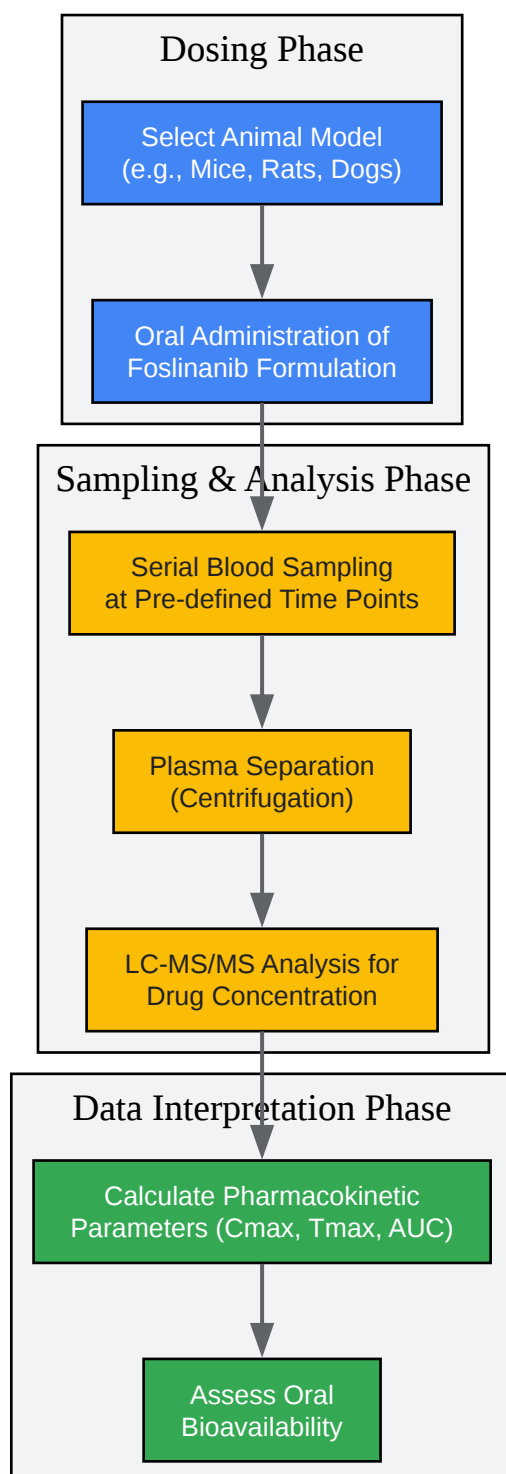 Dosing Phase
Select Animal Model
(e.g., Mice, Rats, Dogs)
Oral Administration of
Foslinanib Formulation
Sampling & Analysis Phase
Serial Blood Sampling
at Pre-defined Time Points
Plasma Separation
(Centrifugation)
LC-MS/MS Analysis for
Drug Concentration
Data Interpretation Phase
Calculate Pharmacokinetic
Parameters (Cmax, Tmax, AUC)
Assess Oral
Bioavailability